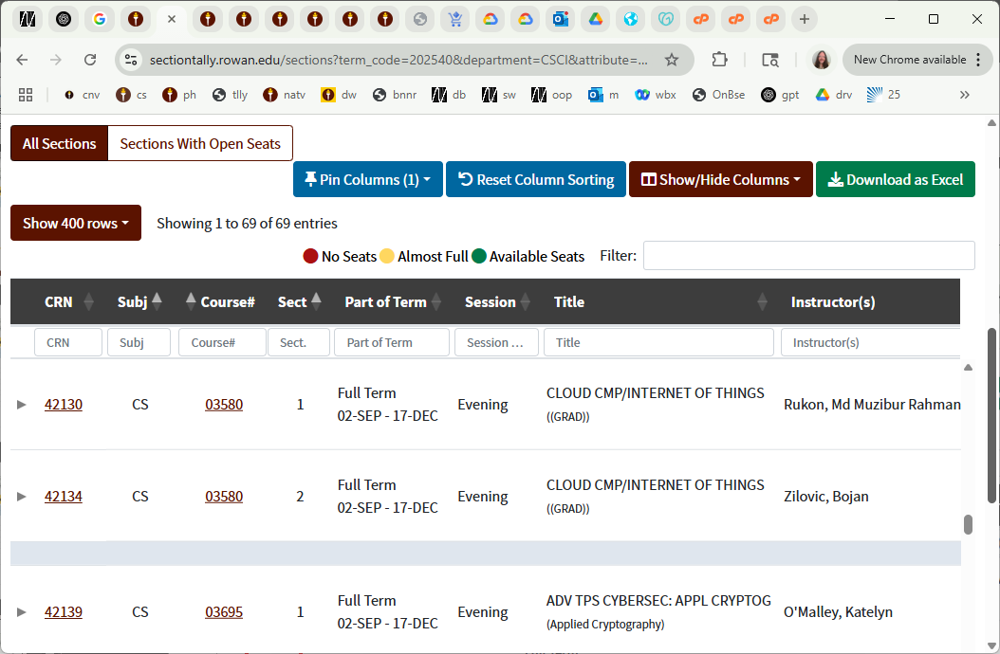 sectiontally.rowan.edu/sections?term_code=202540&department=CSCI&attribute=...
New Chrome available
cnv cs ph tlly natv dw bnnr db sw oop m wbx OnBse gpt drv 25
All Sections Sections With Open Seats
Pin Columns (1) Reset Column Sorting Show/Hide Columns Download as Excel
Show 400 rows Showing 1 to 69 of 69 entries
No Seats Almost Full Available Seats Filter:
CRN Subj Course# Sect Part of Term Session Title Instructor(s)
CRN Subj Course# Sect. Part of Term Session ... Title Instructor(s)
42130 CS 03580 1 Full Term Evening CLOUD CMP/INTERNET OF THINGS Rukon, Md Muzibur Rahman
02-SEP - 17-DEC ((GRAD))
42134 CS 03580 2 Full Term Evening CLOUD CMP/INTERNET OF THINGS Zilovic, Bojan
02-SEP - 17-DEC ((GRAD))
42139 CS 03695 1 Full Term Evening ADV TPS CYBERSEC: APPL CRYPTOG O'Malley, Katelyn
02-SEP - 17-DEC (Applied Cryptography)